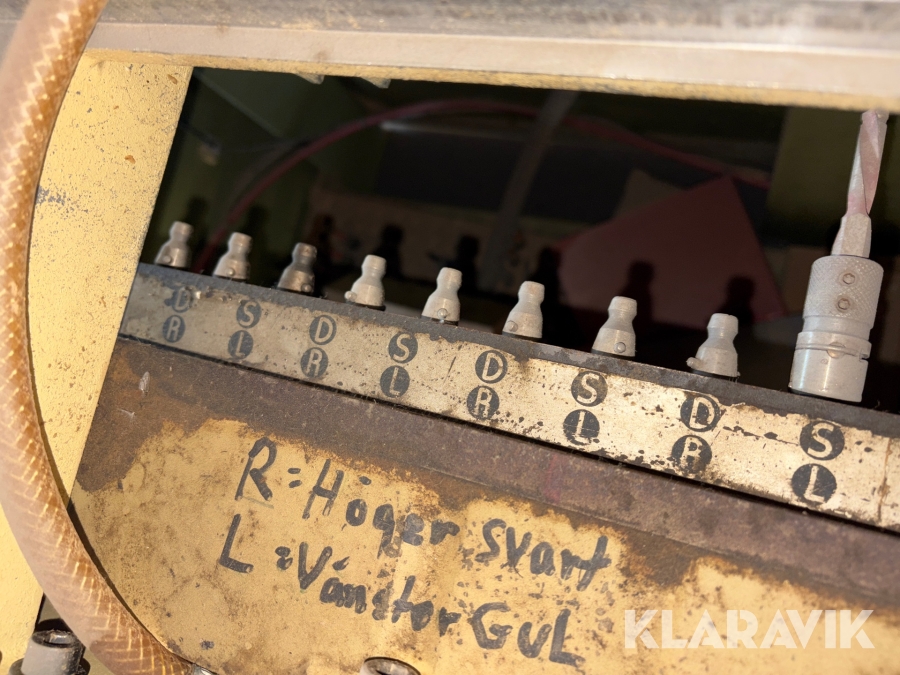 D S D S D S D S
R L R L R L R L
R = Höger Svart
L = Vänster Gul
KLARAVIK